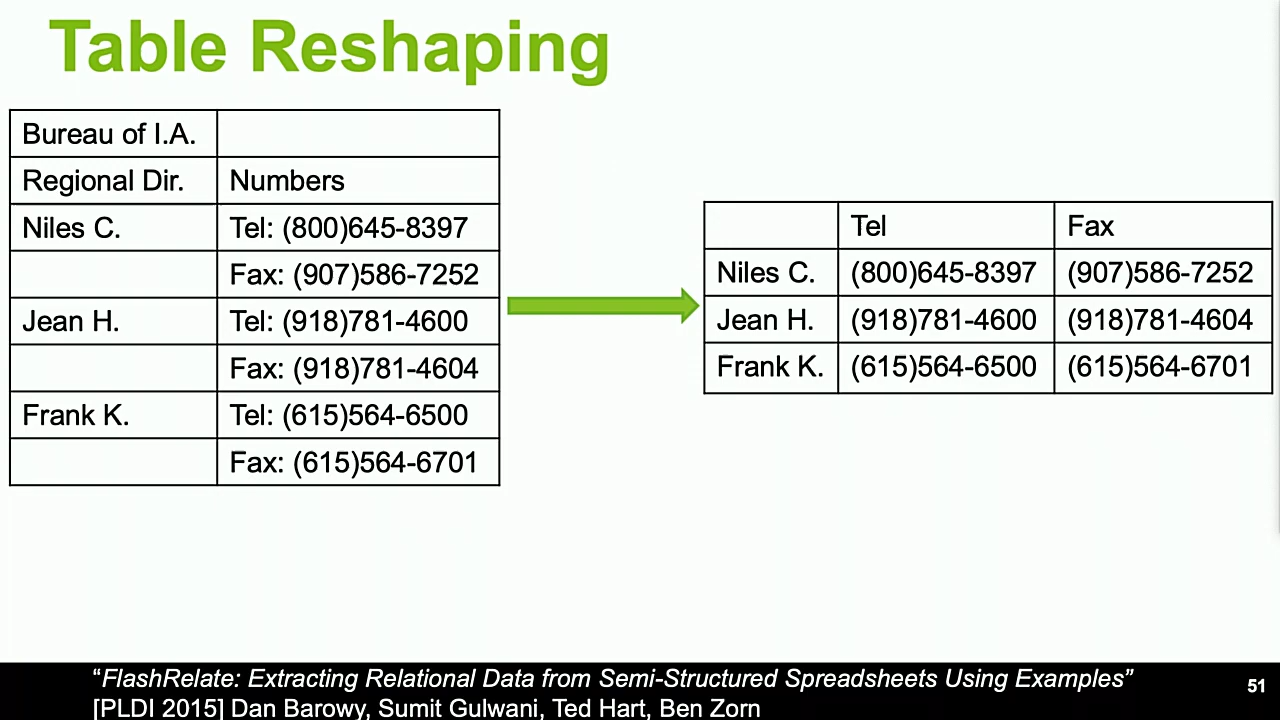 Table Reshaping
Bureau of I.A.
Regional Dir. Numbers
Niles C. Tel: (800)645-8397
Fax: (907)586-7252
Jean H. Tel: (918)781-4600
Fax: (918)781-4604
Frank K. Tel: (615)564-6500
Fax: (615)564-6701
Tel Fax
Niles C. (800)645-8397 (907)586-7252
Jean H. (918)781-4600 (918)781-4604
Frank K. (615)564-6500 (615)564-6701
“FlashRelate: Extracting Relational Data from Semi-Structured Spreadsheets Using Examples”
[PLDI 2015] Dan Barowy, Sumit Gulwani, Ted Hart, Ben Zorn
51